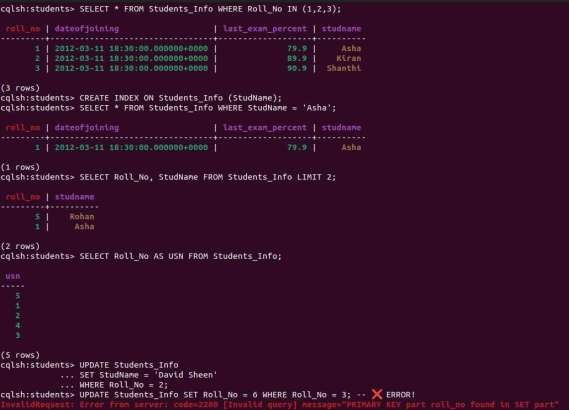 cqlsh:students> SELECT * FROM Students_Info WHERE Roll_No IN (1,2,3);
roll_no | dateofjoining | last_exam_percent | studname
---------+---------------------------------+-------------------+----------
1 | 2012-03-11 18:30:00.000000+0000 | 79.9 | Asha
2 | 2012-03-11 18:30:00.000000+0000 | 89.9 | Kiran
3 | 2012-03-11 18:30:00.000000+0000 | 90.9 | Shanthi
(3 rows)
cqlsh:students> CREATE INDEX ON Students_Info (StudName);
cqlsh:students> SELECT * FROM Students_Info WHERE StudName = 'Asha';
roll_no | dateofjoining | last_exam_percent | studname
---------+---------------------------------+-------------------+----------
1 | 2012-03-11 18:30:00.000000+0000 | 79.9 | Asha
(1 rows)
cqlsh:students> SELECT Roll_No, StudName FROM Students_Info LIMIT 2;
roll_no | studname
---------+----------
5 | Rohan
1 | Asha
(2 rows)
cqlsh:students> SELECT Roll_No AS USN FROM Students_Info;
usn
-----
5
1
2
4
3
(5 rows)
cqlsh:students> UPDATE Students_Info
... SET StudName = 'David Sheen'
... WHERE Roll_No = 2;
cqlsh:students> UPDATE Students_Info SET Roll_No = 6 WHERE Roll_No = 3; -- ❌ ERROR!
InvalidRequest: Error from server: code=2200 [Invalid query] message="PRIMARY KEY part roll_no found in SET part"